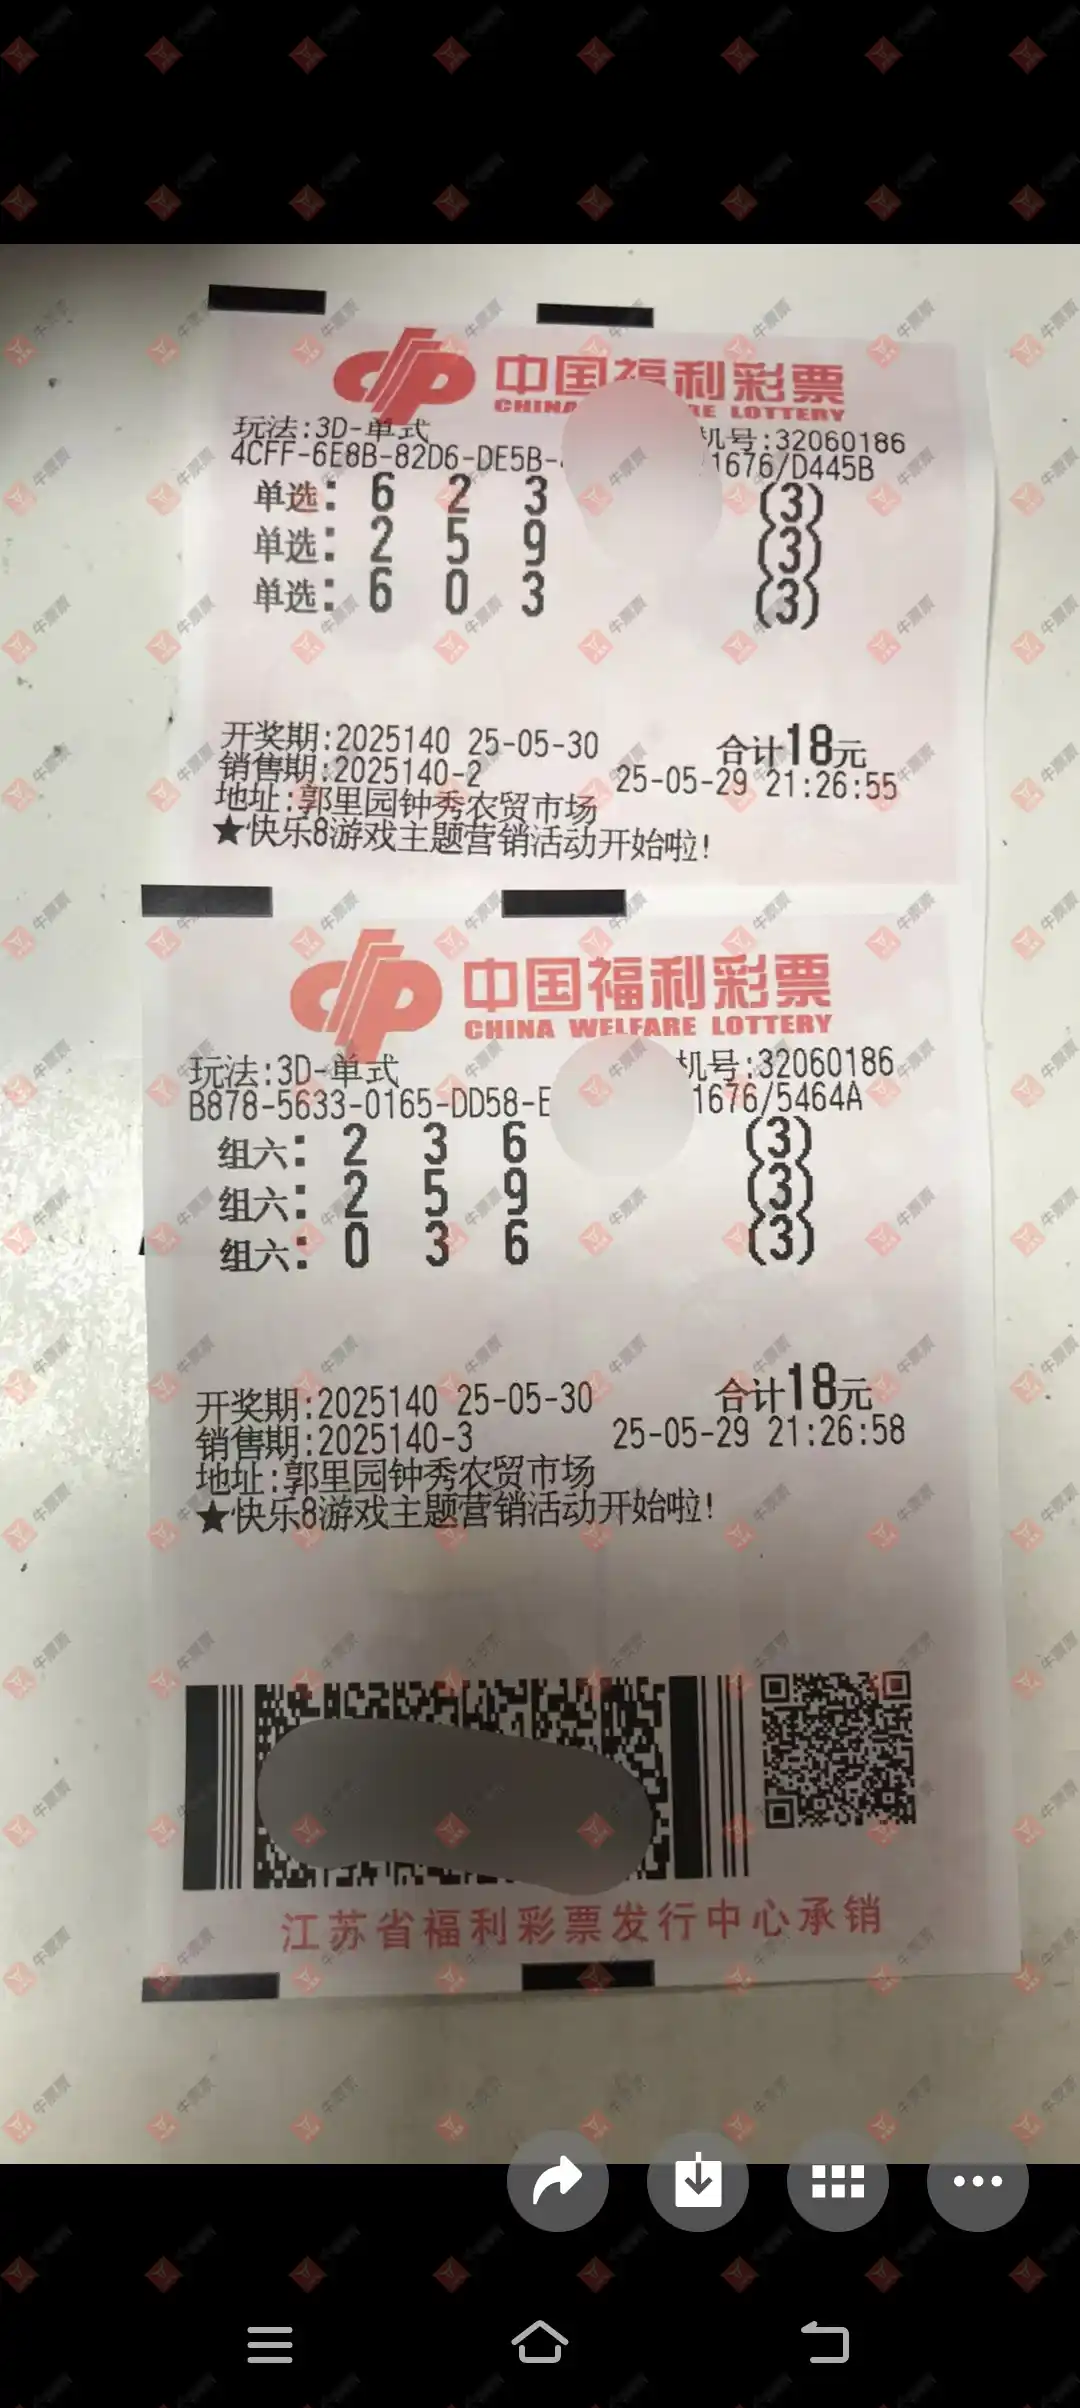 中国福利彩票
CHINA RE LOTTERY
玩法:3D-单式 机号:32060186
4CFF-6E8B-82D6-DE5B- 1676/D445B
单选: 6 2 3 (3)
单选: 2 5 9 (3)
单选: 6 0 3 (3)
开奖期:2025140 25-05-30 合计18元
销售期:2025140-2 25-05-29 21:26:55
地址:郭里园钟秀农贸市场
★快乐8游戏主题营销活动开始啦!
中国福利彩票
CHINA WELFARE LOTTERY
玩法:3D-单式 机号:32060186
B878-5633-0165-DD58-E 1676/5464A
组六: 2 3 6 (3)
组六: 2 5 9 (3)
组六: 0 3 6 (3)
开奖期:2025140 25-05-30 合计18元
销售期:2025140-3 25-05-29 21:26:58
地址:郭里园钟秀农贸市场
★快乐8游戏主题营销活动开始啦!
江苏省福利彩票发行中心承销
牛票票